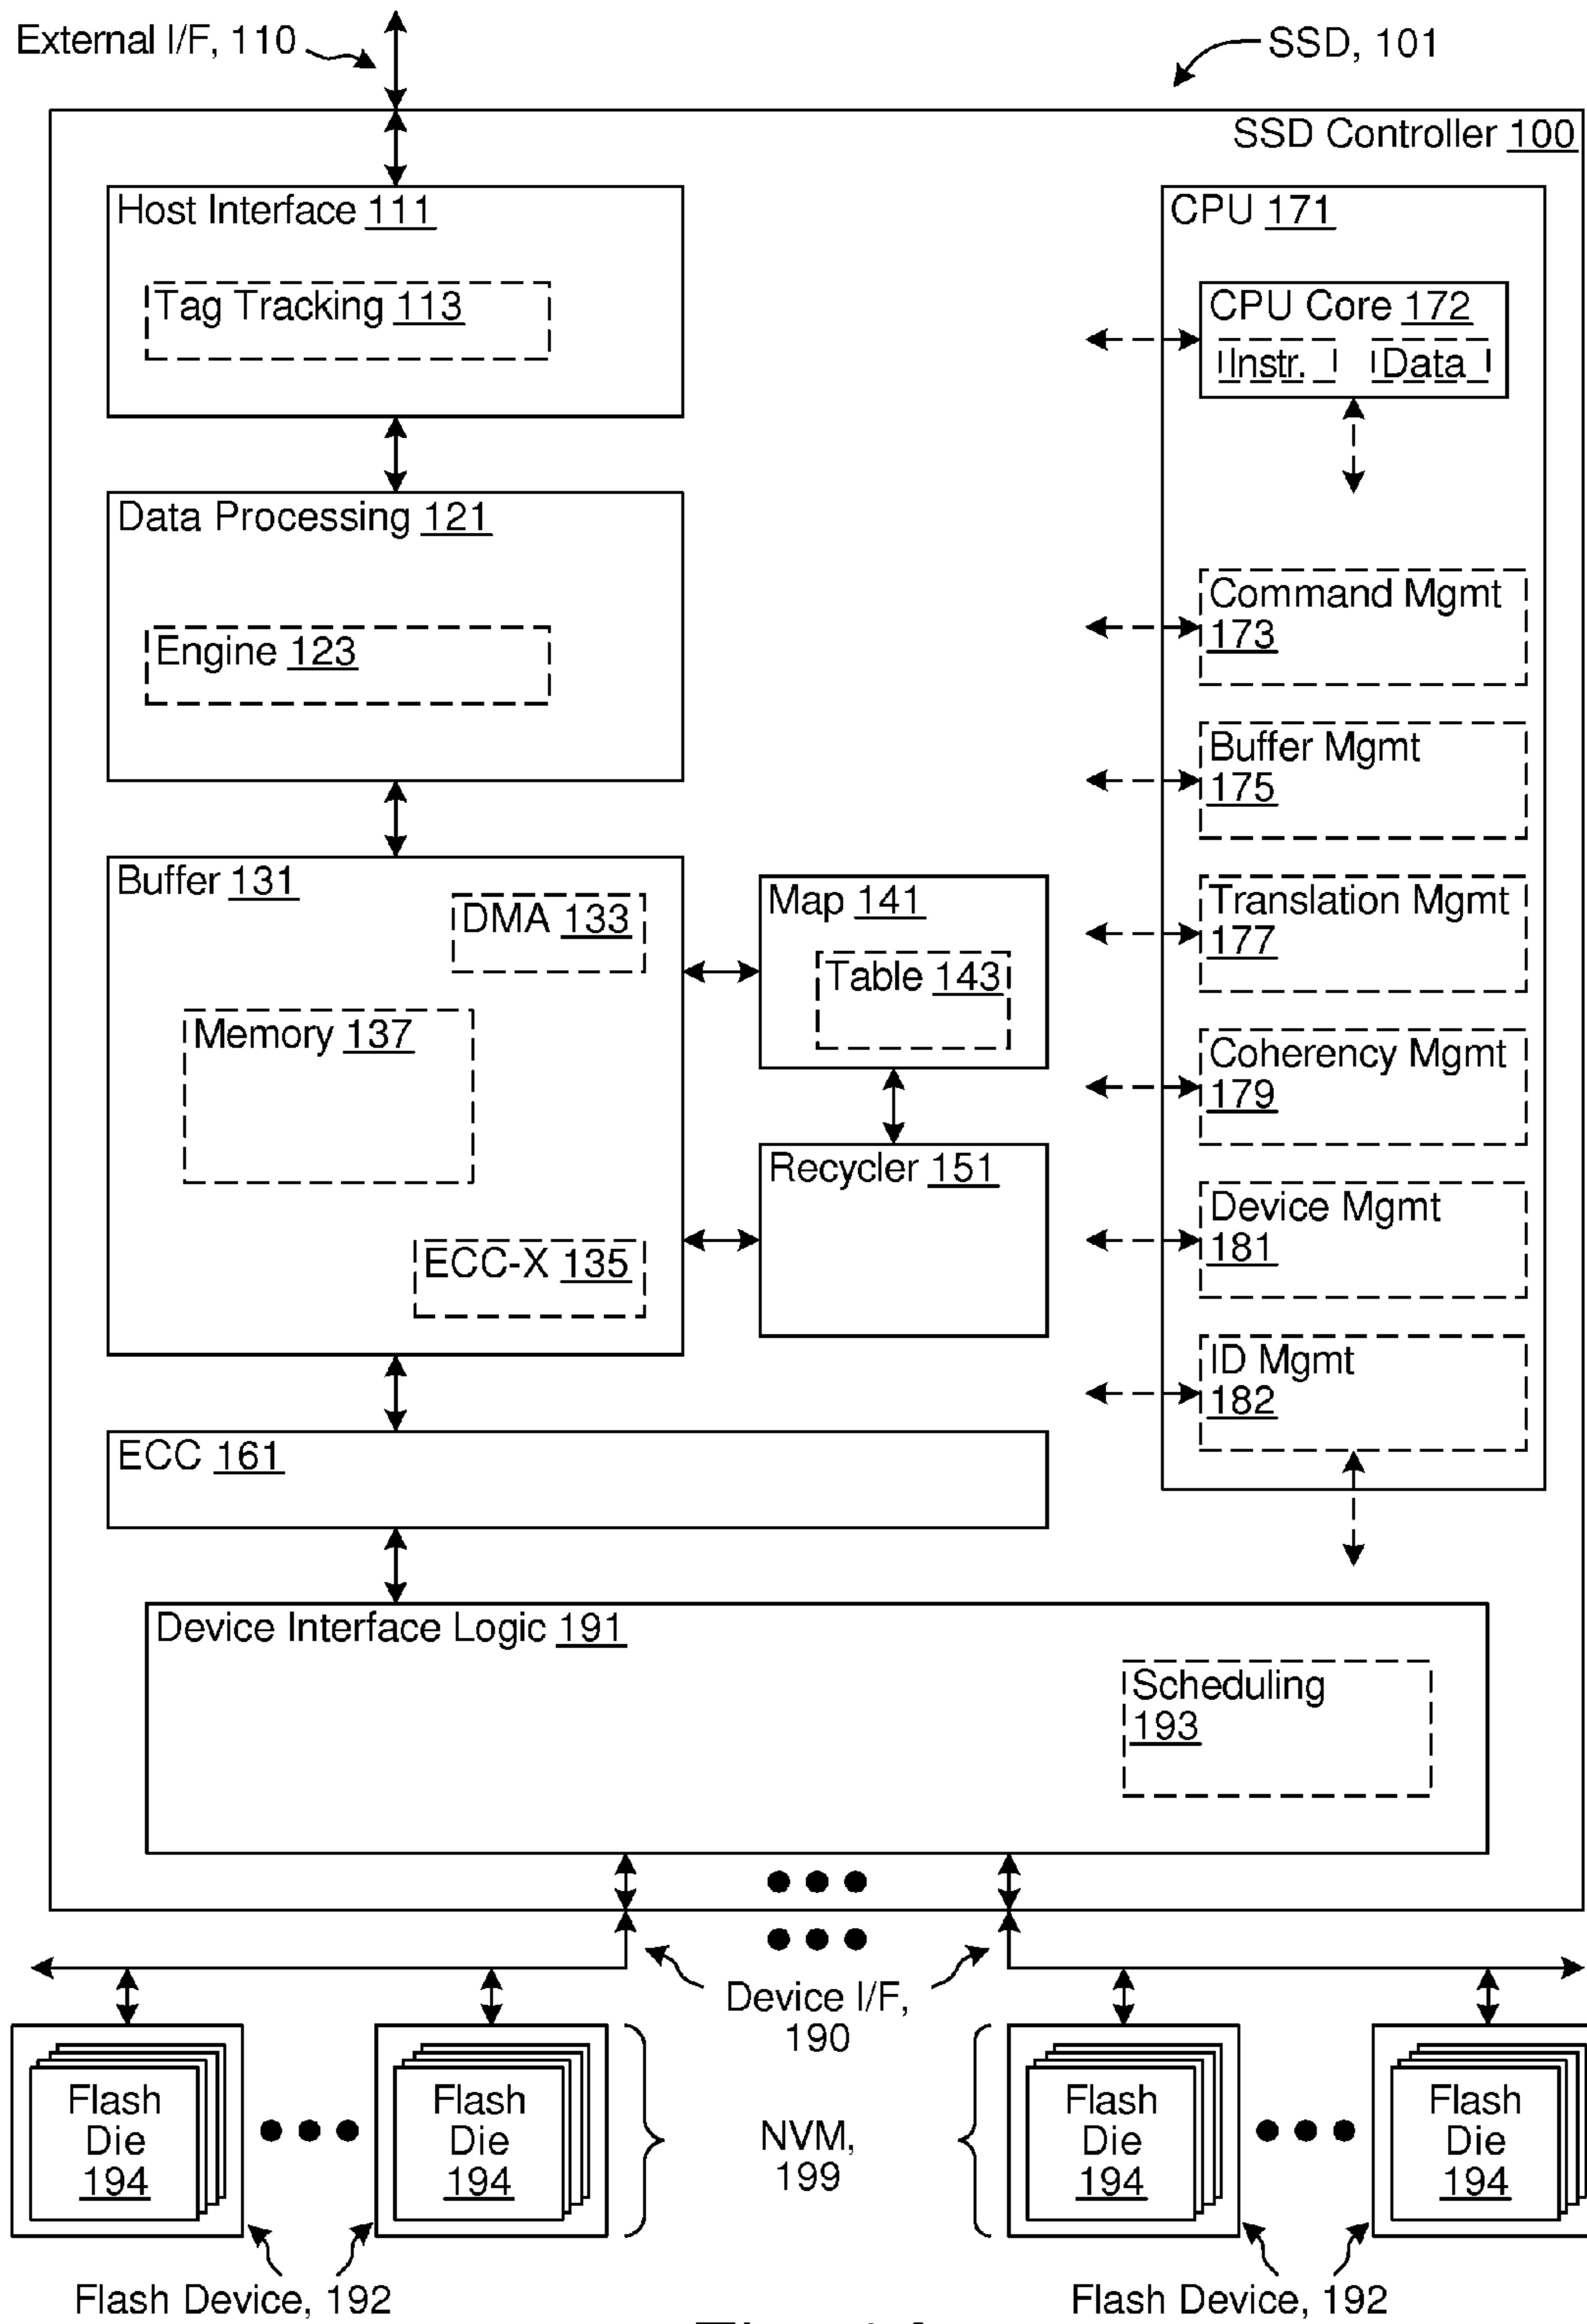 External I/F, 110
SSD, 101
SSD Controller 100
Host Interface 111
Tag Tracking 113
Data Processing 121
Engine 123
Buffer 131
DMA 133
Memory 137
ECC-X 135
Map 141
Table 143
Recycler 151
ECC 161
CPU 171
CPU Core 172
Instr. Data
Command Mgmt
173
Buffer Mgmt
175
Translation Mgmt
177
Coherency Mgmt
179
Device Mgmt
181
ID Mgmt
182
Device Interface Logic 191
Scheduling
193
Device I/F,
190
Flash
Die
194
Flash
Die
194
NVM,
199
Flash
Die
194
Flash
Die
194
Flash Device, 192
Flash Device, 192